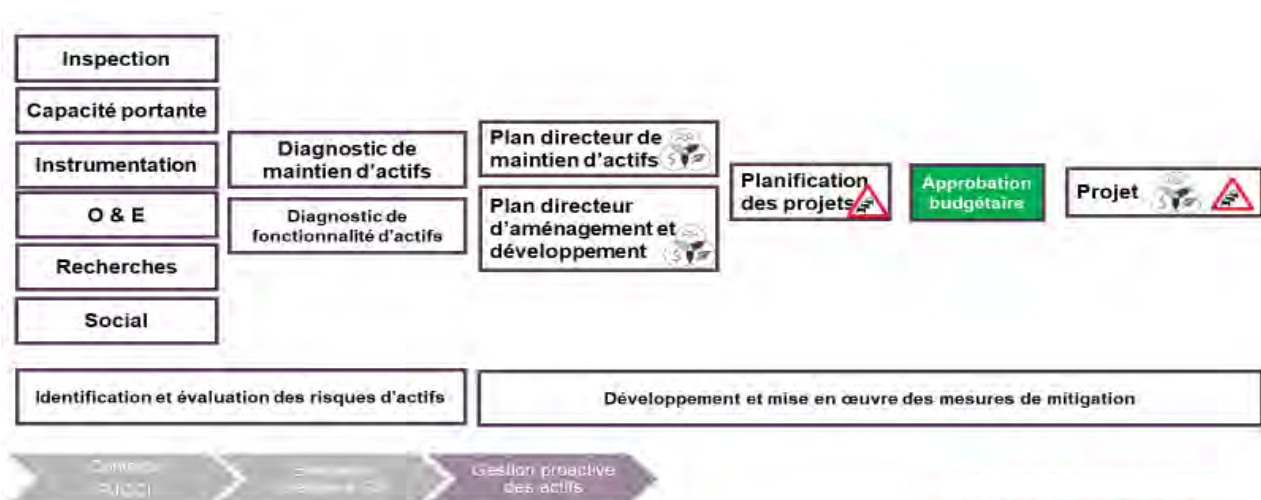 Inspection
Capacité portante
Instrumentation
O & E
Recherches
Social
Diagnostic de
maintien d'actifs
Diagnostic de
fonctionnalité d'actifs
Plan directeur de
maintien d'actifs
Plan directeur
d'aménagement et
développement
Planification
des projets
Approbation
budgétaire
Projet
Identification et évaluation des risques d'actifs
Développement et mise en œuvre des mesures de mitigation
Gestion proactive
des actifs